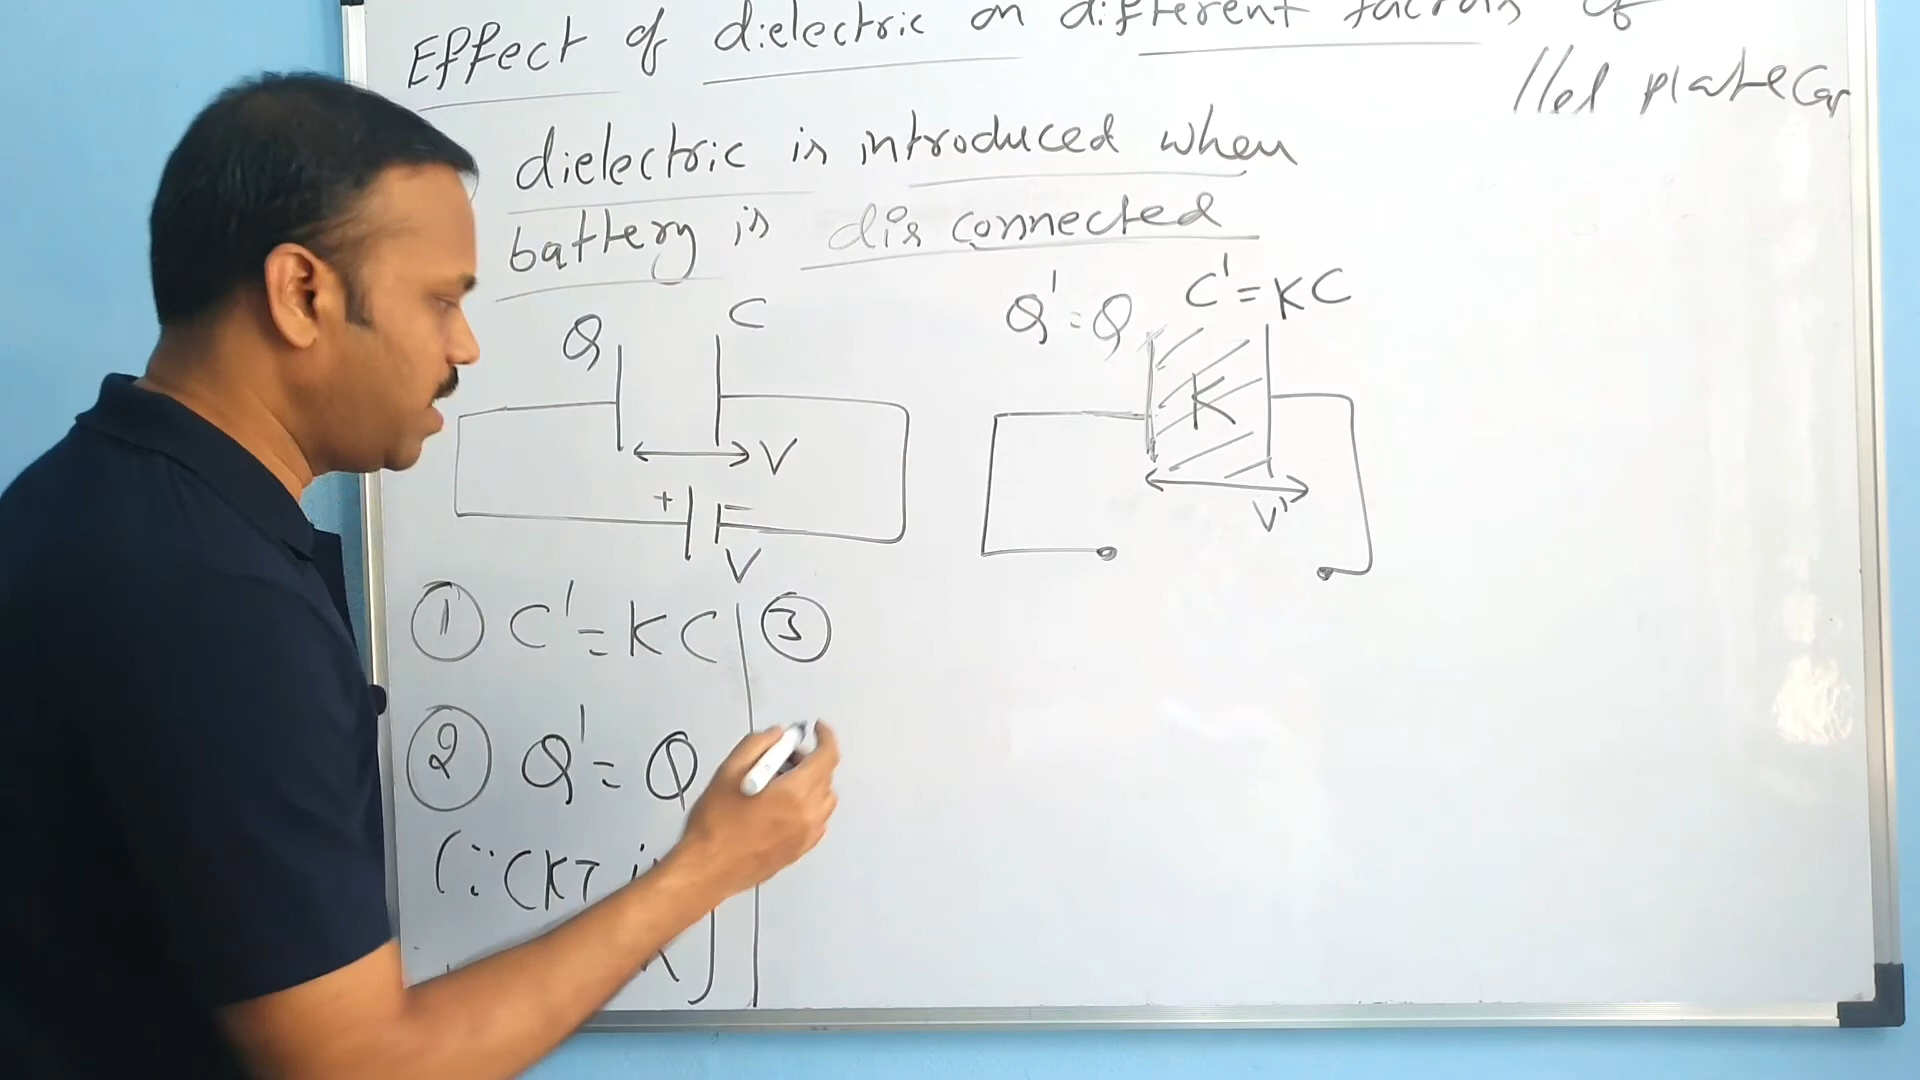 Effect of dielectric on different factors of
//el plate Cap
dielectric is introduced when
battery is disconnected
Q C
V
+ -
V
Q' = Q C' = KC
K
V'
① C' = KC
② Q' = Q
(∵ CKT
③